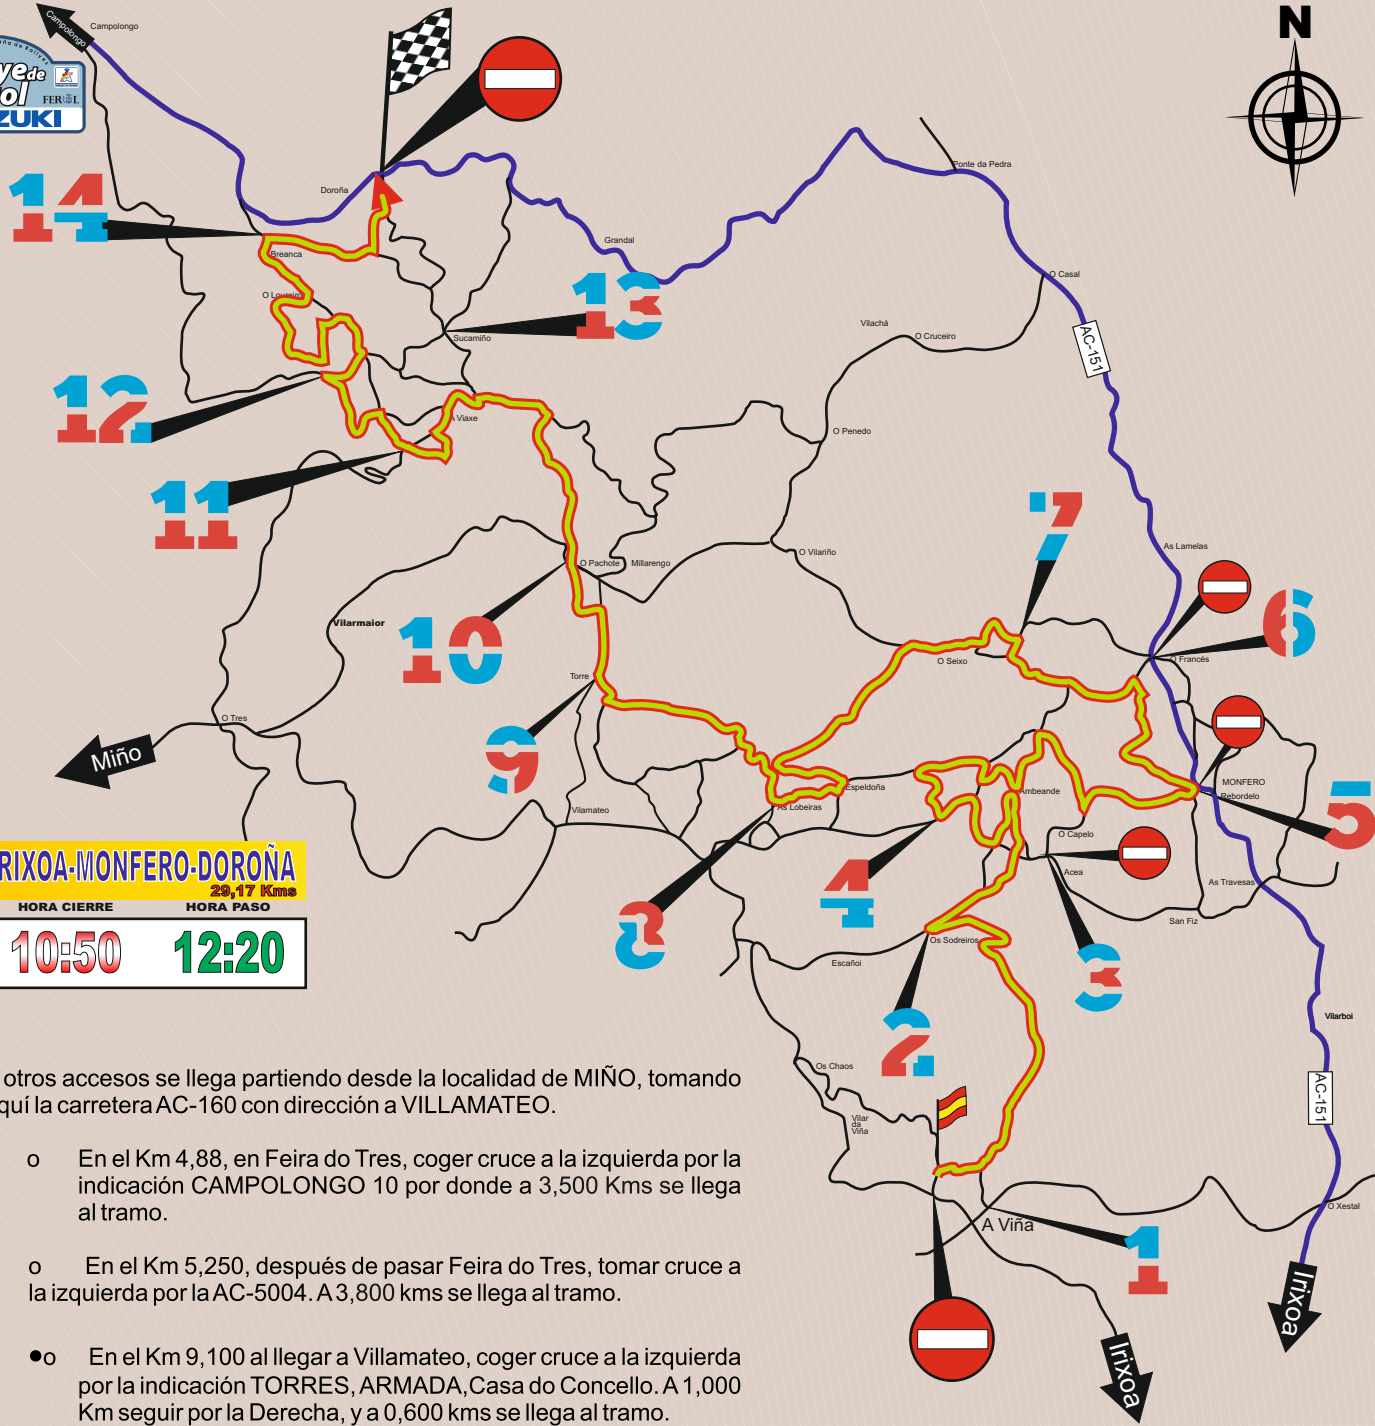 Campolongo
Campolongo
FERROL
ZUKI
N
14
Doroña
Ponte da Pedra
Grandal
Breanca
O Loureiro
13
O Casal
Sucamiño
Vilachá
O Cruceiro
AC-151
12
A Viaxe
O Penedo
11
7
As Lamelas
O Vilariño
O Pachote
Millarengo
6
Vilarmaior
10
O Seixo
O Francés
Torre
O Tres
Miño
9
MONFERO
Rebordelo
Espeldoña
Ambeande
As Lobeiras
Vilamateo
5
O Capelo
Acea
As Travesas
4
San Fiz
8
Os Sodreiros
Escañoi
3
2
RIXOA-MONFERO-DOROÑA
29,17 Kms
HORA CIERRE HORA PASO
10:50 12:20
Vilarboi
Os Chaos
AC-151
Vilar
da
Viña
otros accesos se llega partiendo desde la localidad de MIÑO, tomando
quí la carretera AC-160 con dirección a VILLAMATEO.
o En el Km 4,88, en Feira do Tres, coger cruce a la izquierda por la
indicación CAMPOLONGO 10 por donde a 3,500 Kms se llega
al tramo.
o En el Km 5,250, después de pasar Feira do Tres, tomar cruce a
la izquierda por la AC-5004. A 3,800 kms se llega al tramo.
●o En el Km 9,100 al llegar a Villamateo, coger cruce a la izquierda
por la indicación TORRES, ARMADA,Casa do Concello. A 1,000
Km seguir por la Derecha, y a 0,600 kms se llega al tramo.
A Viña
1
O Xestal
Irixoa
Irixoa